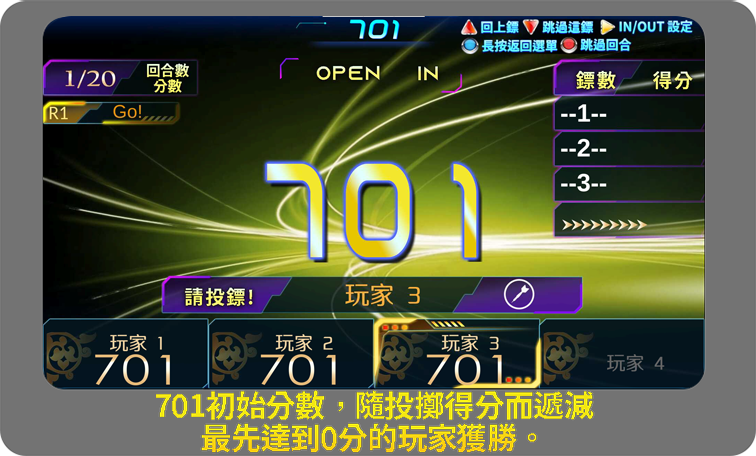 701
回上鏢 跳過這鏢 IN/OUT 設定
長按返回選單 跳過回合
1/20 回合數 分數
OPEN IN
鏢數 得分
R1 Go!
--1--
--2--
--3--
701
請投鏢! 玩家 3
玩家 1
701
玩家 2
701
玩家 3
701
玩家 4
701初始分數，隨投擲得分而遞減
最先達到0分的玩家獲勝。